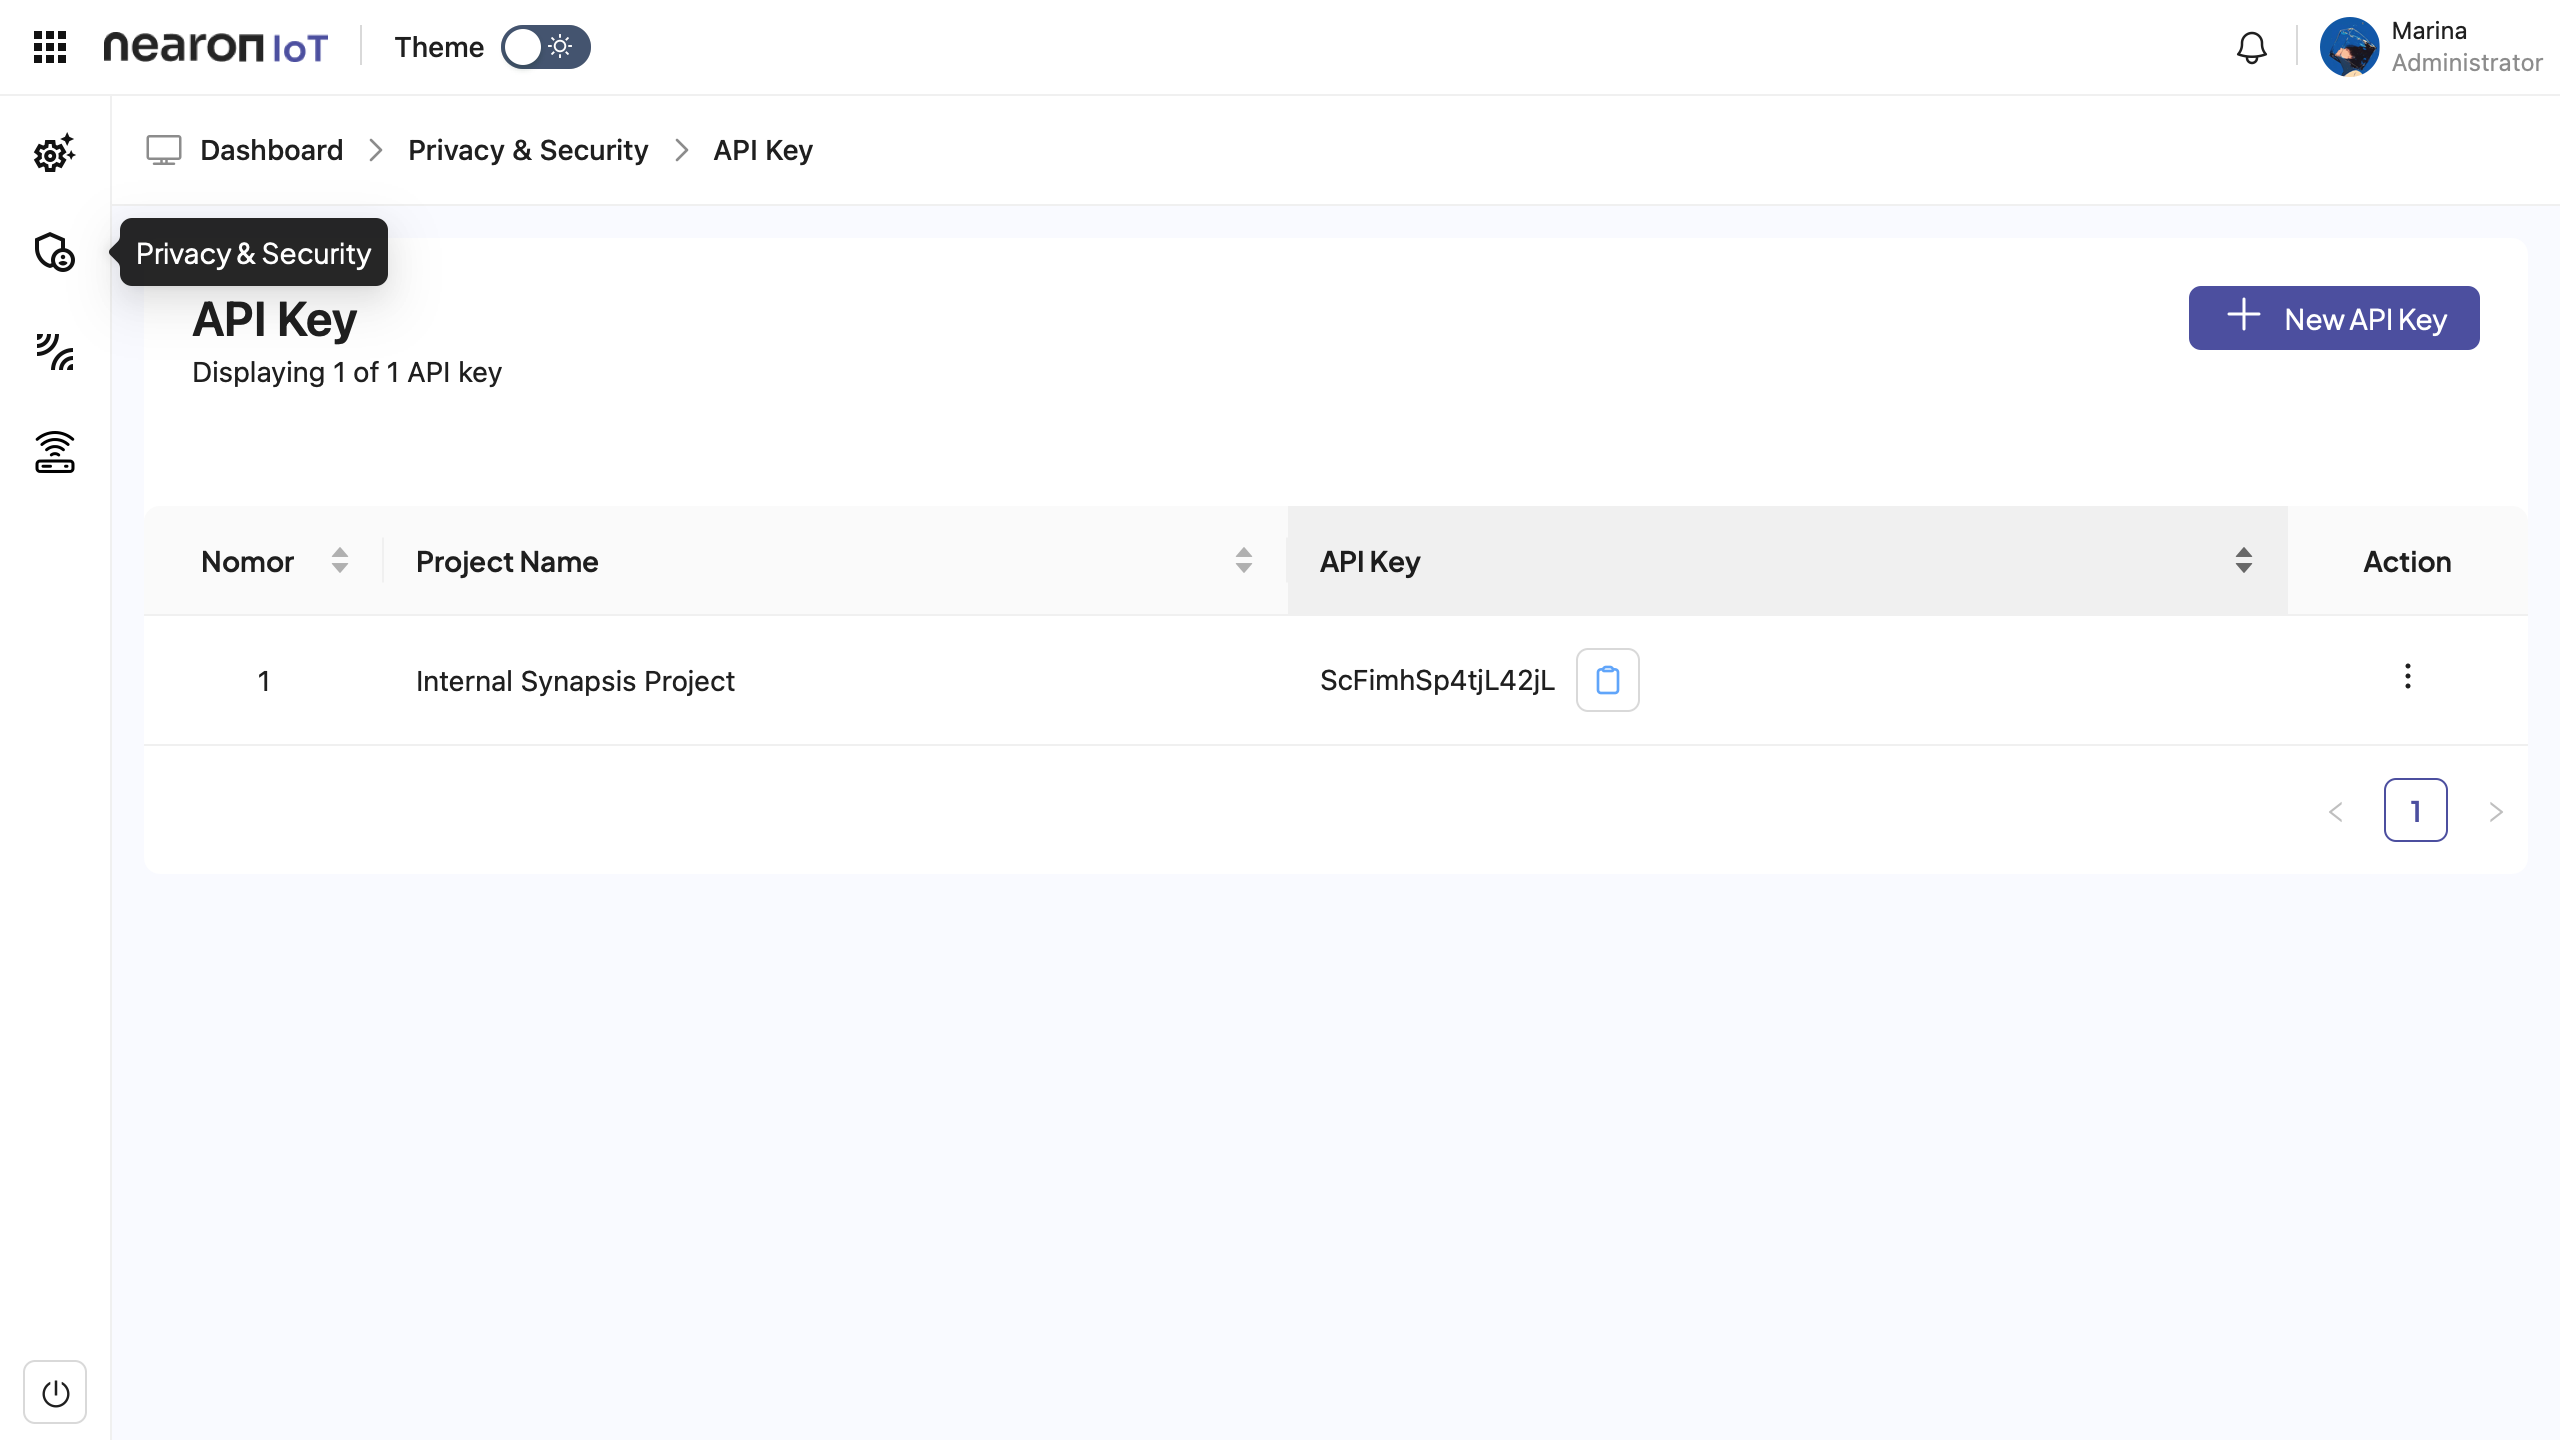 nearon IoT
Theme
Marina
Administrator
Dashboard > Privacy & Security > API Key
Privacy & Security
API Key
New API Key
Displaying 1 of 1 API key
Nomor Project Name API Key Action
1 Internal Synapsis Project ScFimhSp4tjL42jL
1